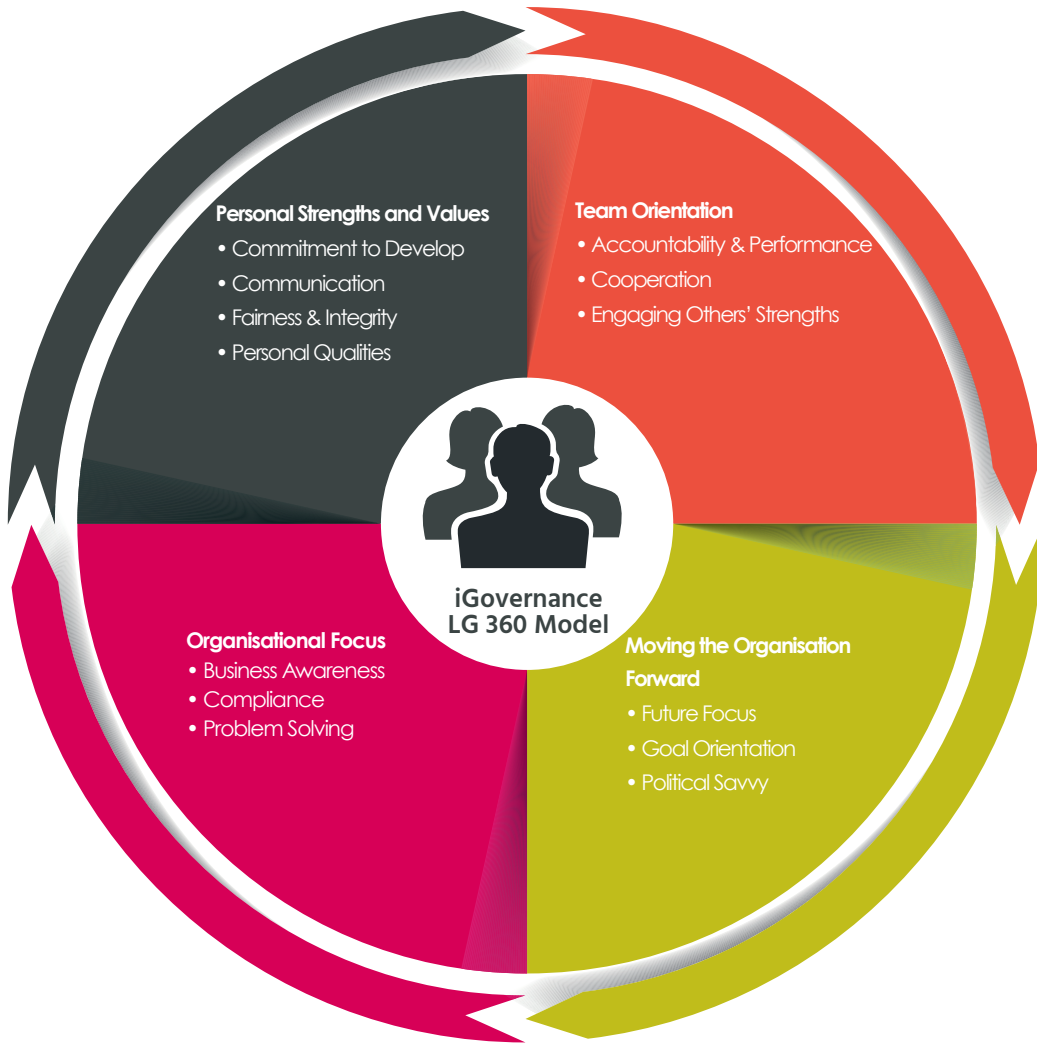 Personal Strengths and Values
• Commitment to Develop
• Communication
• Fairness & Integrity
• Personal Qualities
Team Orientation
• Accountability & Performance
• Cooperation
• Engaging Others’ Strengths
iGovernance
LG 360 Model
Organisational Focus
• Business Awareness
• Compliance
• Problem Solving
Moving the Organisation
Forward
• Future Focus
• Goal Orientation
• Political Savvy